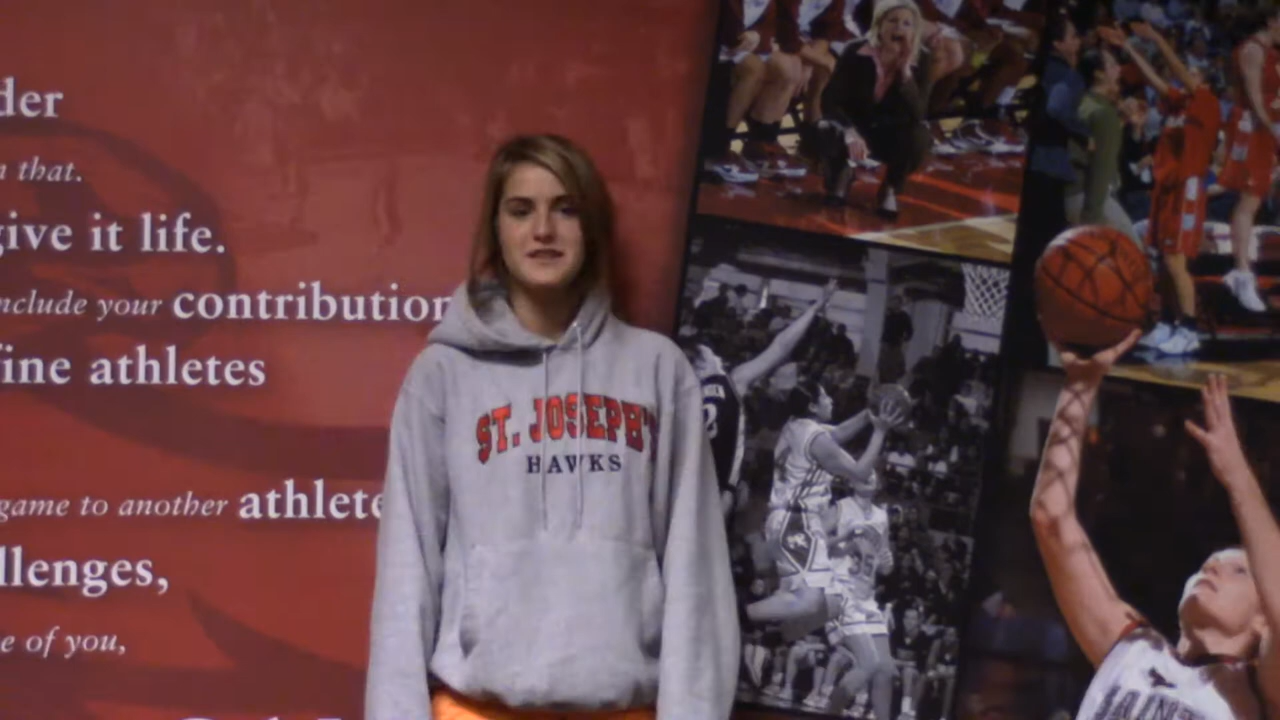 der
that.
give it life.
include your contribution
fine athletes
game to another athlete
llenges,
e of you,
ST. JOSEPH'S
HAWKS
35